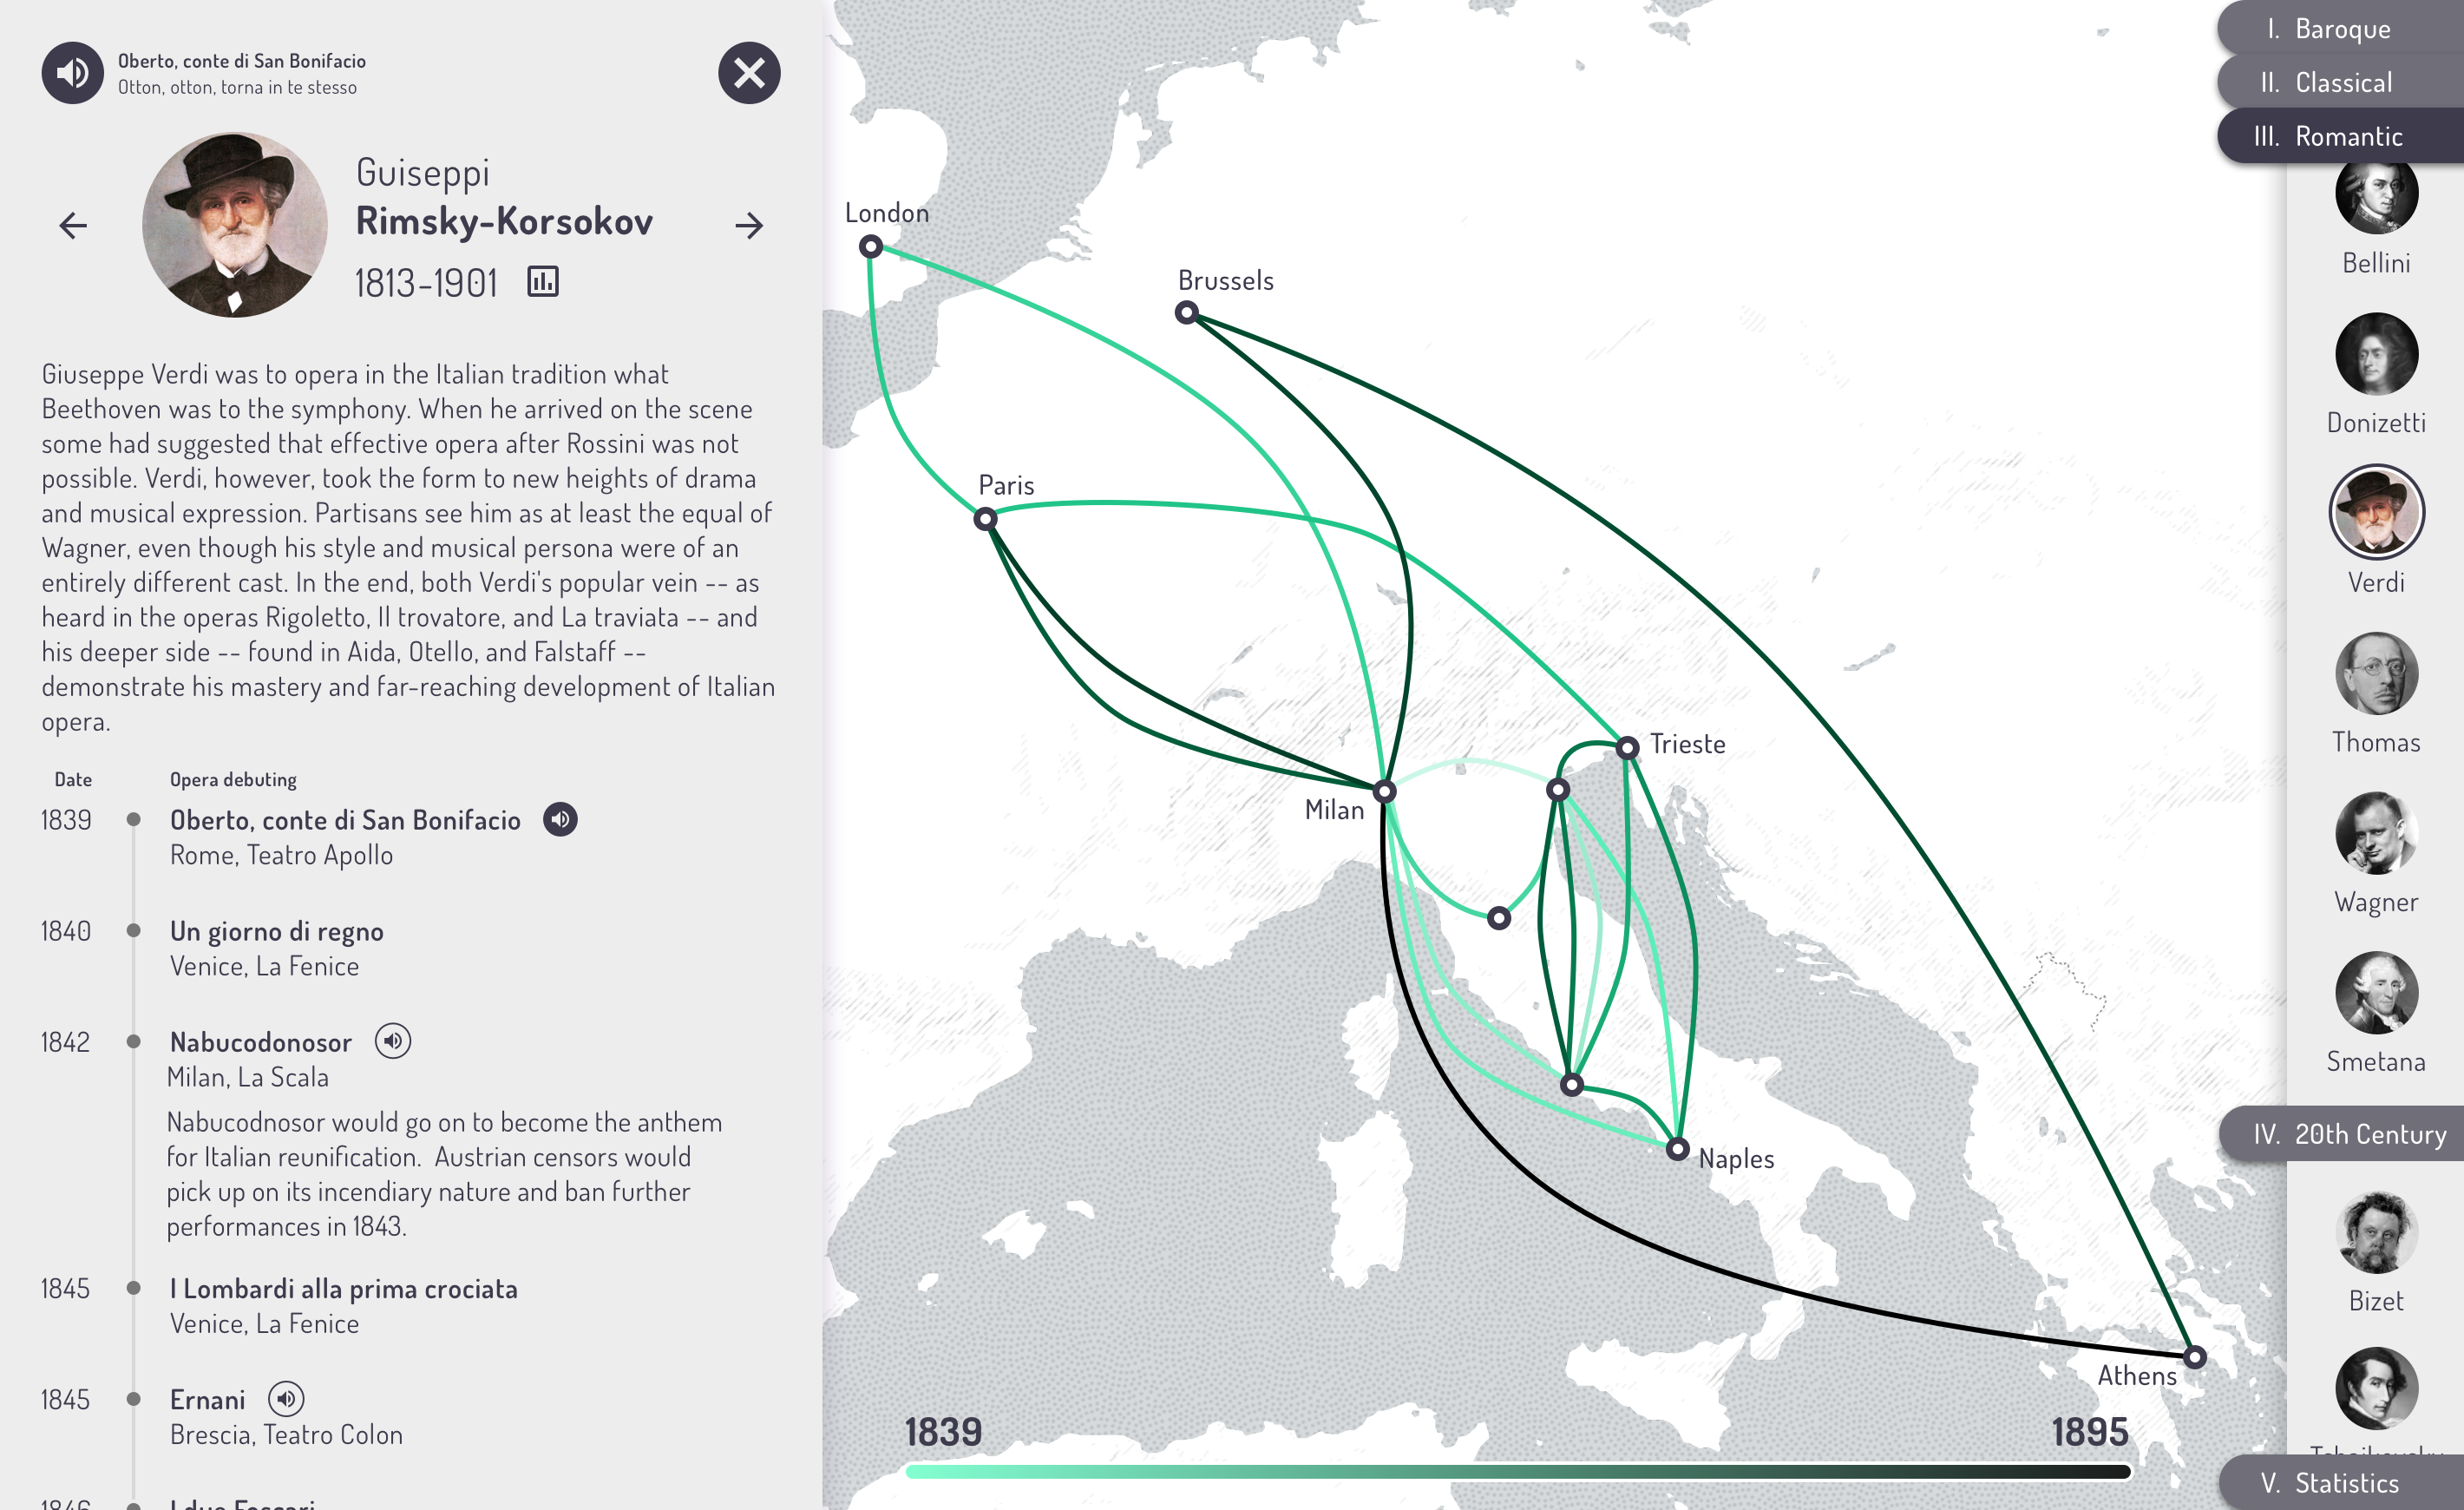 Oberto, conte di San Bonifacio
Otton, otton, torna in te stesso
Guiseppi
Rimsky-Korsokov
1813-1901
Giuseppe Verdi was to opera in the Italian tradition what
Beethoven was to the symphony. When he arrived on the scene
some had suggested that effective opera after Rossini was not
possible. Verdi, however, took the form to new heights of drama
and musical expression. Partisans see him as at least the equal of
Wagner, even though his style and musical persona were of an
entirely different cast. In the end, both Verdi's popular vein -- as
heard in the operas Rigoletto, Il trovatore, and La traviata -- and
his deeper side -- found in Aida, Otello, and Falstaff --
demonstrate his mastery and far-reaching development of Italian
opera.
Date Opera debuting
1839 Oberto, conte di San Bonifacio
Rome, Teatro Apollo
1840 Un giorno di regno
Venice, La Fenice
1842 Nabucodonosor
Milan, La Scala
Nabucodnosor would go on to become the anthem
for Italian reunification. Austrian censors would
pick up on its incendiary nature and ban further
performances in 1843.
1845 I Lombardi alla prima crociata
Venice, La Fenice
1845 Ernani
Brescia, Teatro Colon
1846 I due Foscari
London
Brussels
Paris
Trieste
Milan
Naples
Athens
1839
1895
I. Baroque
II. Classical
III. Romantic
Bellini
Donizetti
Verdi
Thomas
Wagner
Smetana
IV. 20th Century
Bizet
Tchaikovsky
V. Statistics